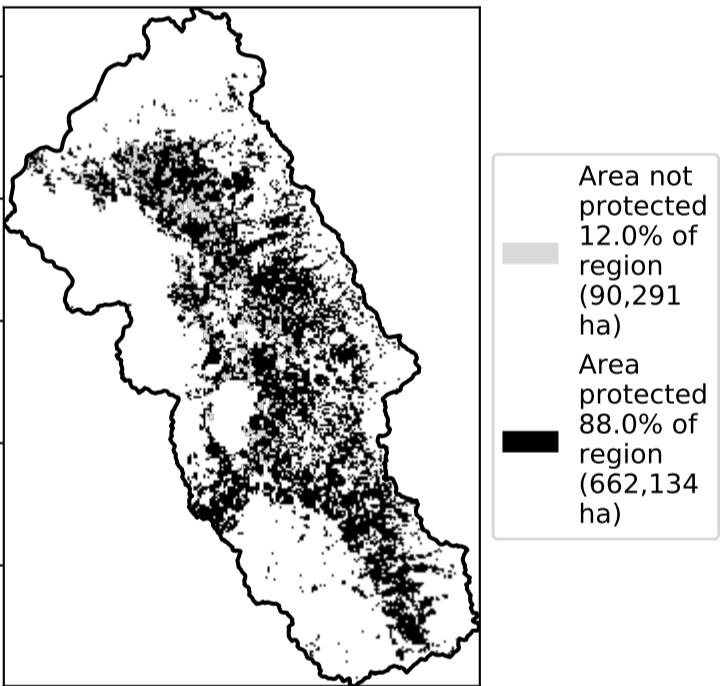 Area not
protected
12.0% of
region
(90,291
ha)
Area
protected
88.0% of
region
(662,134
ha)